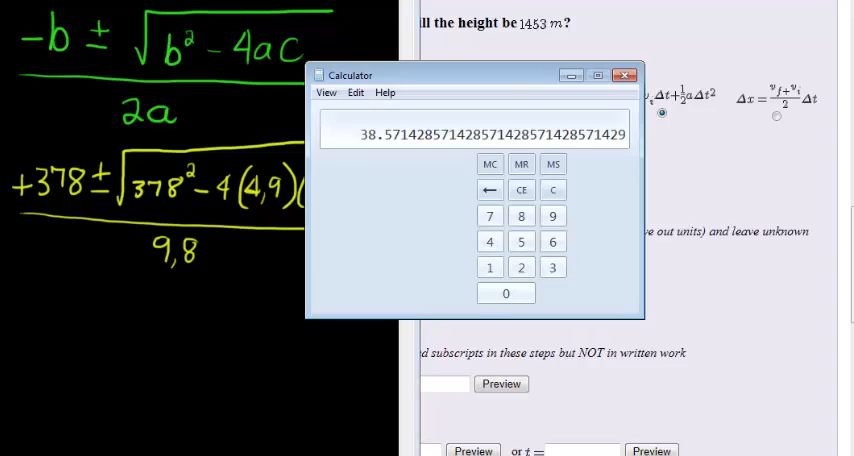 -b ± √b² - 4ac
2a
+378 ± √378² - 4(4,9)(
9,8
ill the height be 1453 m?
Calculator
View Edit Help
38.571428571428571428571428571429
MC MR MS
← CE C
7 8 9
4 5 6
1 2 3
0
v_iΔt+½aΔt²
Δx = (v_f+v_i)/2 Δt
ve out units) and leave unknown
d subscripts in these steps but NOT in written work
Preview
Preview or t= Preview